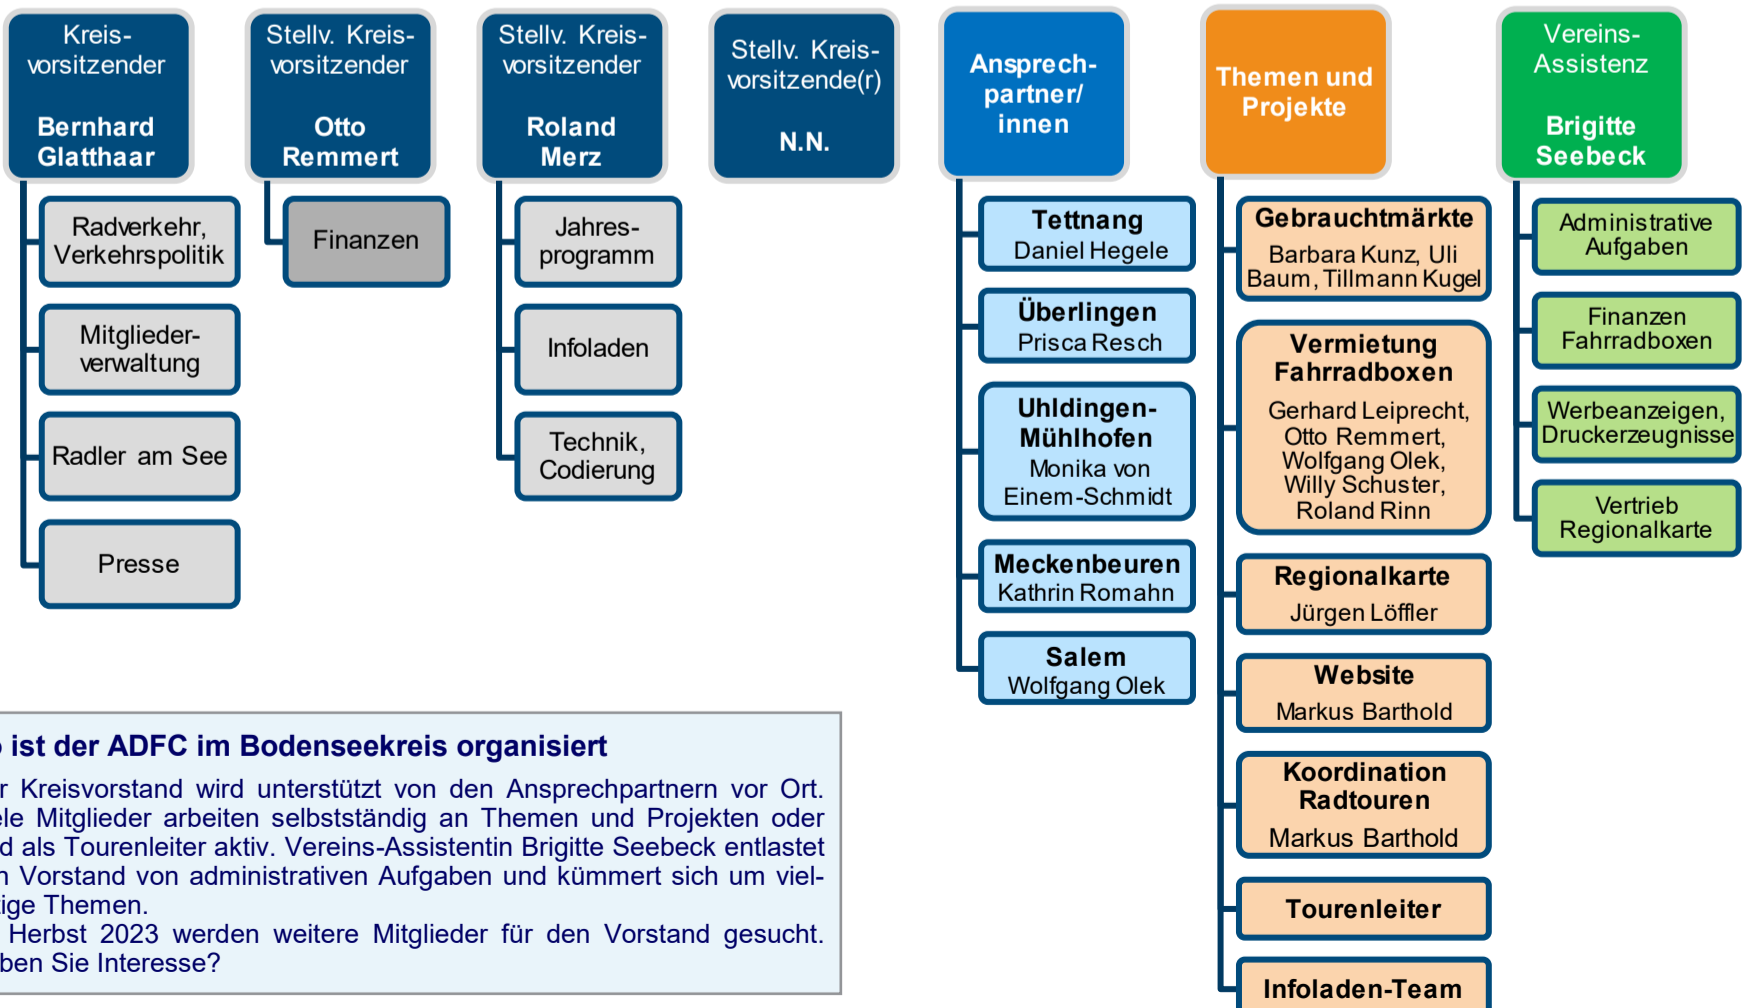 Kreis-
vorsitzender
Bernhard
Glatthaar
Radverkehr,
Verkehrspolitik
Mitglieder-
verwaltung
Radler am See
Presse
Stellv. Kreis-
vorsitzender
Otto
Remmert
Finanzen
Stellv. Kreis-
vorsitzender
Roland
Merz
Jahres-
programm
Infoladen
Technik,
Codierung
Stellv. Kreis-
vorsitzende(r)
N.N.
Ansprech-
partner/
innen
Tettnang
Daniel Hegele
Überlingen
Prisca Resch
Uhldingen-
Mühlhofen
Monika von
Einem-Schmidt
Meckenbeuren
Kathrin Romahn
Salem
Wolfgang Olek
Themen und
Projekte
Gebrauchtmärkte
Barbara Kunz, Uli
Baum, Tillmann Kugel
Vermietung
Fahrradboxen
Gerhard Leiprecht,
Otto Remmert,
Wolfgang Olek,
Willy Schuster,
Roland Rinn
Regionalkarte
Jürgen Löffler
Website
Markus Barthold
Koordination
Radtouren
Markus Barthold
Tourenleiter
Infoladen-Team
Vereins-
Assistenz
Brigitte
Seebeck
Administrative
Aufgaben
Finanzen
Fahrradboxen
Werbeanzeigen,
Druckerzeugnisse
Vertrieb
Regionalkarte
ist der ADFC im Bodenseekreis organisiert
Kreisvorstand wird unterstützt von den Ansprechpartnern vor Ort.
Mitglieder arbeiten selbstständig an Themen und Projekten oder
als Tourenleiter aktiv. Vereins-Assistentin Brigitte Seebeck entlastet
Vorstand von administrativen Aufgaben und kümmert sich um viel-
Themen.
Herbst 2023 werden weitere Mitglieder für den Vorstand gesucht.
Sie Interesse?